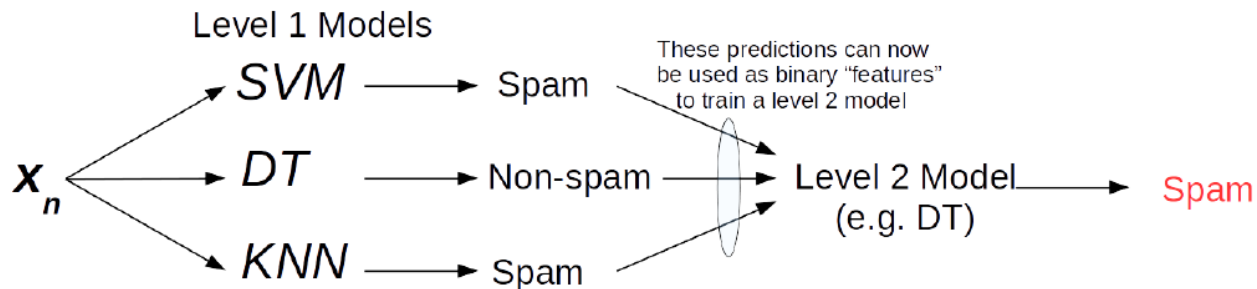 Level 1 Models
These predictions can now
be used as binary “features”
to train a level 2 model
SVM
Spam
X
n
DT
Non-spam
Level 2 Model
(e.g. DT)
Spam
KNN
Spam